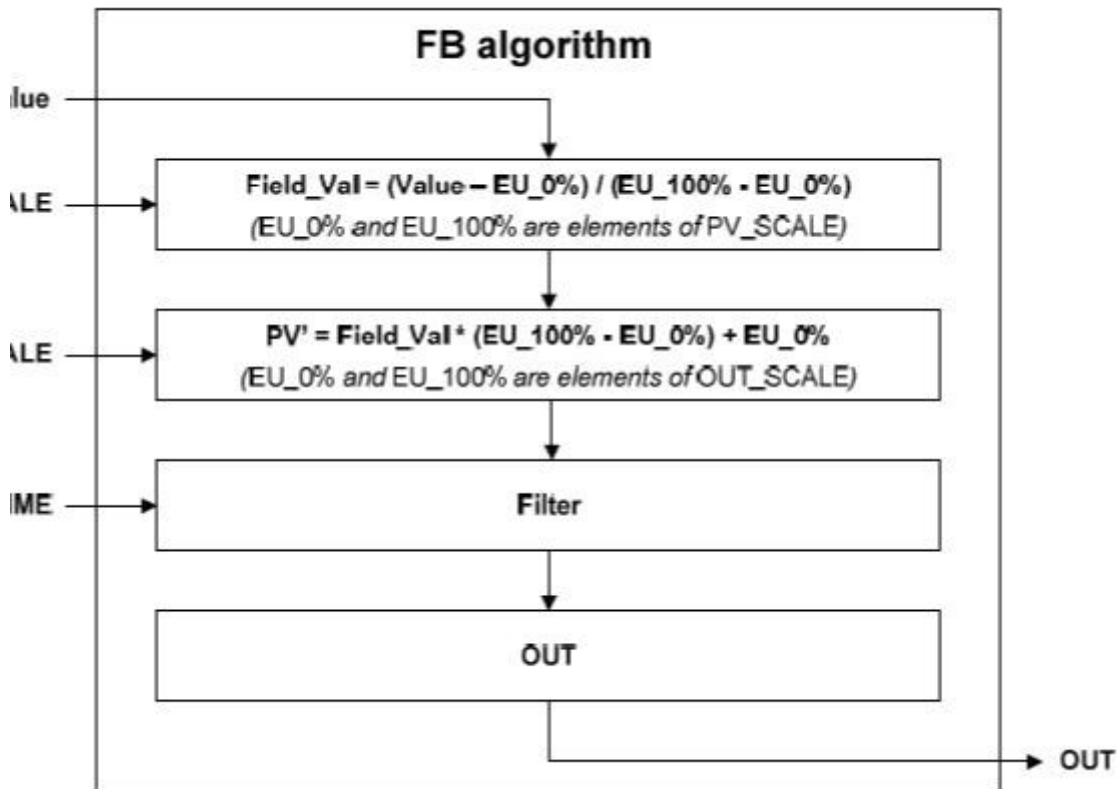 FB algorithm
alue
Field_Val = (Value – EU_0%) / (EU_100% - EU_0%)
ALE
(EU_0% and EU_100% are elements of PV_SCALE)
PV' = Field_Val * (EU_100% - EU_0%) + EU_0%
ALE
(EU_0% and EU_100% are elements of OUT_SCALE)
IME
Filter
OUT
OUT